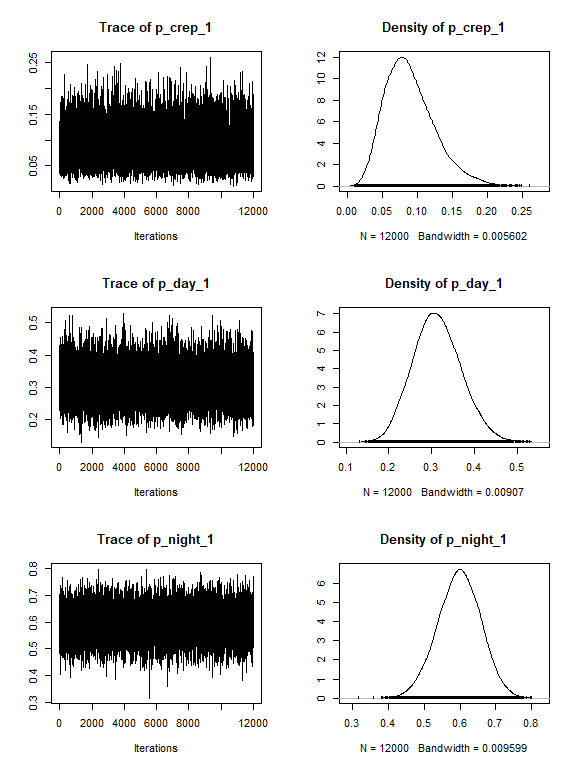 Trace of p_crep_1
0.05 0.15 0.25
0 2000 4000 6000 8000 12000
Iterations
Density of p_crep_1
0 2 4 6 8 10 12
0.00 0.05 0.10 0.15 0.20 0.25
N = 12000 Bandwidth = 0.005602
Trace of p_day_1
0.2 0.3 0.4 0.5
0 2000 4000 6000 8000 12000
Iterations
Density of p_day_1
0 1 2 3 4 5 6 7
0.1 0.2 0.3 0.4 0.5
N = 12000 Bandwidth = 0.00907
Trace of p_night_1
0.3 0.4 0.5 0.6 0.7 0.8
0 2000 4000 6000 8000 12000
Iterations
Density of p_night_1
0 1 2 3 4 5 6
0.3 0.4 0.5 0.6 0.7 0.8
N = 12000 Bandwidth = 0.009599